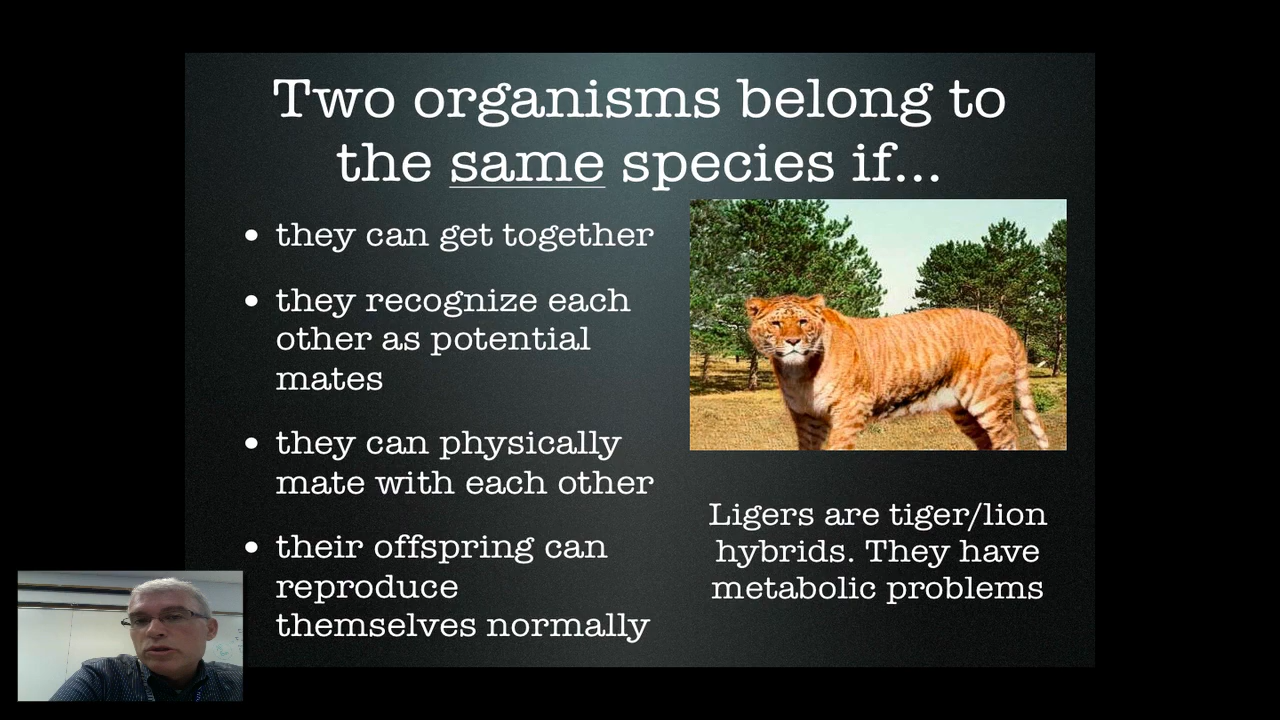 Two organisms belong to
the same species if...
• they can get together
• they recognize each
other as potential
mates
• they can physically
mate with each other
• their offspring can
reproduce
themselves normally
Ligers are tiger/lion
hybrids. They have
metabolic problems